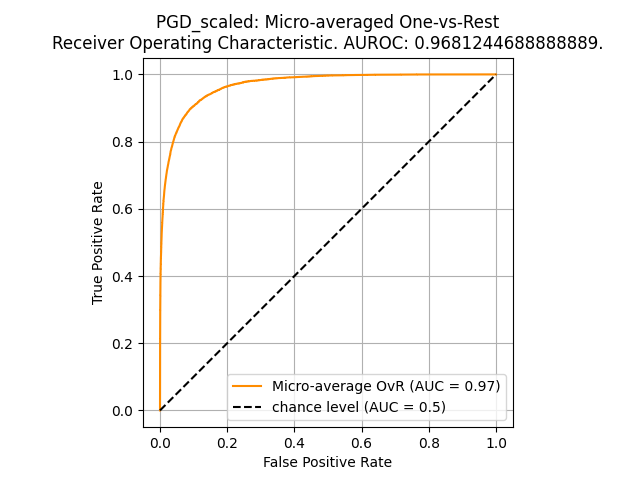 PGD_scaled: Micro-averaged One-vs-Rest
Receiver Operating Characteristic. AUROC: 0.9681244688888889.
1.0
0.8
0.6
0.4
0.2
0.0
True Positive Rate
Micro-average OvR (AUC = 0.97)
chance level (AUC = 0.5)
0.0 0.2 0.4 0.6 0.8 1.0
False Positive Rate